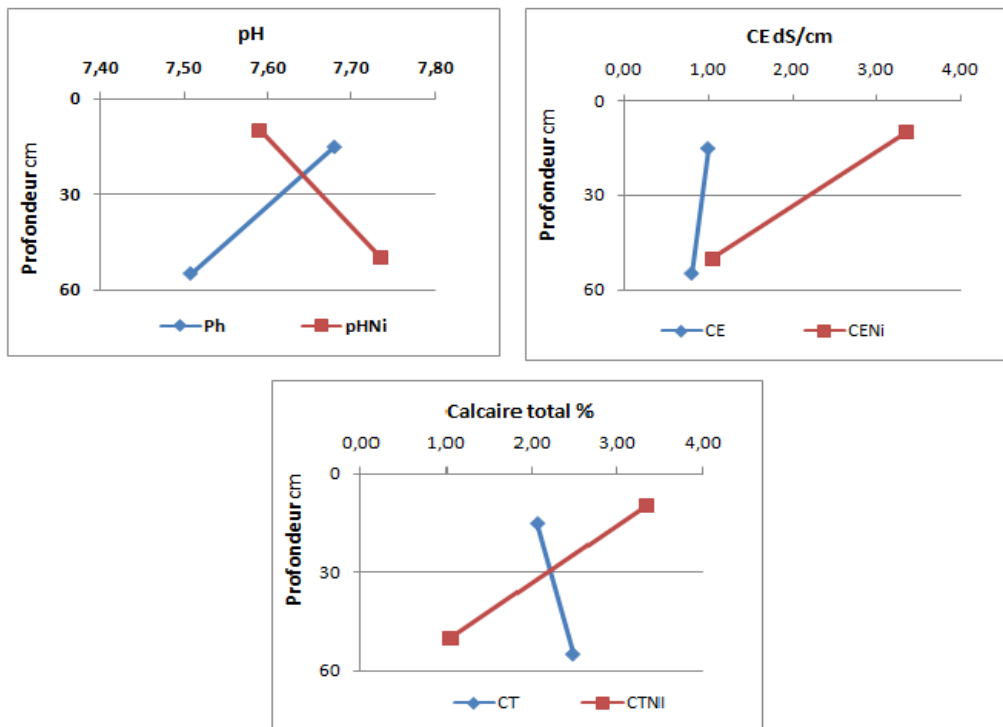 pH
7,40 7,50 7,60 7,70 7,80
0
30
60
Profondeur cm
Ph pHNi
CE dS/cm
0,00 1,00 2,00 3,00 4,00
0
30
60
Profondeur cm
CE CENi
Calcaire total %
0,00 1,00 2,00 3,00 4,00
0
30
60
Profondeur cm
CT CTNII